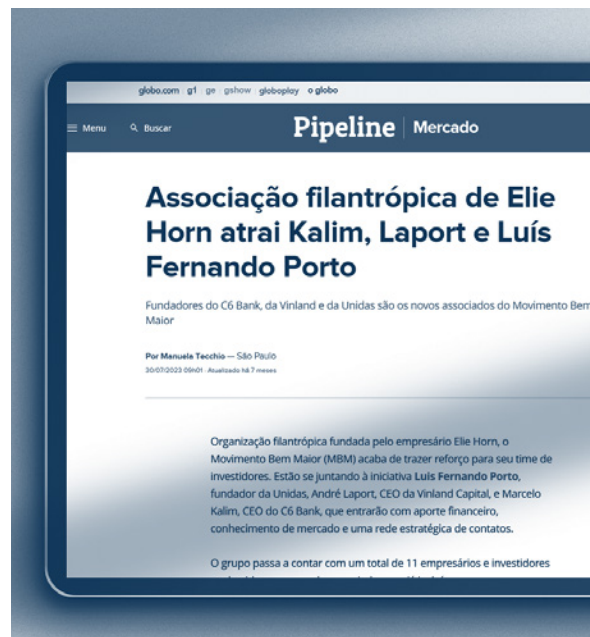 globo.com g1 ge gshow globoplay o globo
Menu Buscar Pipeline Mercado
Associação filantrópica de Elie
Horn atrai Kalim, Laport e Luís
Fernando Porto
Fundadores do C6 Bank, da Vinland e da Unidas são os novos associados do Movimento Bem
Maior
Por Manuela Tecchio — São Paulo
30/07/2023 09h01 · Atualizado há 7 meses
Organização filantrópica fundada pelo empresário Elie Horn, o
Movimento Bem Maior (MBM) acaba de trazer reforço para seu time de
investidores. Estão se juntando à iniciativa Luis Fernando Porto,
fundador da Unidas, André Laport, CEO da Vinland Capital, e Marcelo
Kalim, CEO do C6 Bank, que entrarão com aporte financeiro,
conhecimento de mercado e uma rede estratégica de contatos.
O grupo passa a contar com um total de 11 empresários e investidores